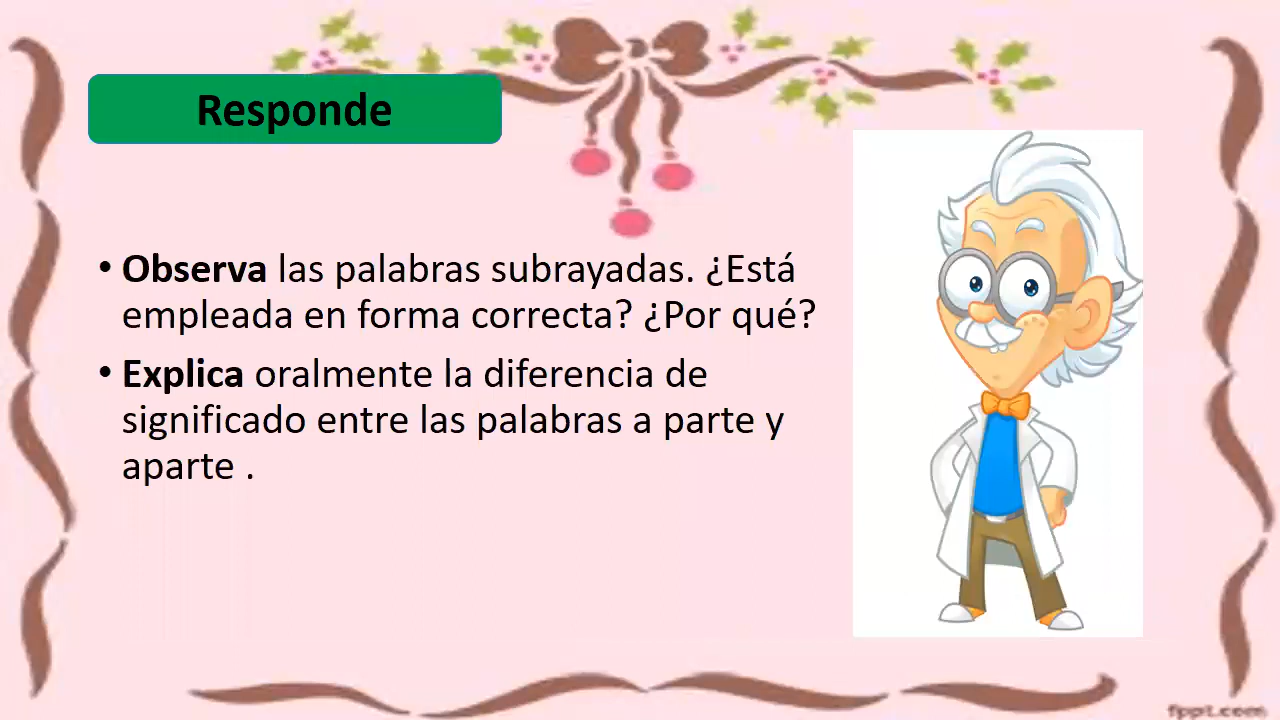 Responde
• Observa las palabras subrayadas. ¿Está
empleada en forma correcta? ¿Por qué?
• Explica oralmente la diferencia de
significado entre las palabras a parte y
aparte .
fppt.com